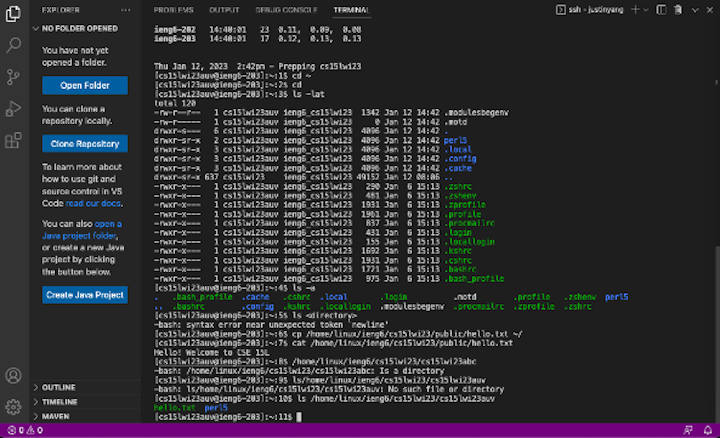 EXPLORER
NO FOLDER OPENED
You have not yet
opened a folder.
Open Folder
You can clone a
repository locally.
Clone Repository
To learn more about
how to use git and
source control in VS
Code read our docs.
You can also open a
Java project folder,
or create a new Java
project by clicking
the button below.
Create Java Project
OUTLINE
TIMELINE
MAVEN
PROBLEMS OUTPUT DEBUG CONSOLE TERMINAL
ssh - justinyang
ieng6-202 14:40:01 23 0.11, 0.09, 0.08
ieng6-203 14:40:01 17 0.12, 0.13, 0.13
Thu Jan 12, 2023 2:42pm - Prepping cs15lwi23
[cs15lwi23auv@ieng6-203]:~:1$ cd ~
[cs15lwi23auv@ieng6-203]:~:2$ cd
[cs15lwi23auv@ieng6-203]:~:3$ ls -lat
total 120
-rw-r--r-- 1 cs15lwi23auv ieng6_cs15lwi23 1342 Jan 12 14:42 .modulesbegenv
-rw------- 1 cs15lwi23auv ieng6_cs15lwi23 0 Jan 12 14:42 .motd
drwxr-s--- 6 cs15lwi23auv ieng6_cs15lwi23 4096 Jan 12 14:42 .
drwxr-sr-x 2 cs15lwi23auv ieng6_cs15lwi23 4096 Jan 12 14:42 perl5
drwxr-sr-x 3 cs15lwi23auv ieng6_cs15lwi23 4096 Jan 12 14:42 .local
drwxr-sr-x 3 cs15lwi23auv ieng6_cs15lwi23 4096 Jan 12 14:42 .config
drwxr-sr-x 3 cs15lwi23auv ieng6_cs15lwi23 4096 Jan 12 14:42 .cache
drwxr-sr-x 637 cs15lwi23 ieng6_cs15lwi23 49152 Jan 12 08:06 ..
-rwxr-x--- 1 cs15lwi23auv ieng6_cs15lwi23 290 Jan 6 15:13 .zshrc
-rwxr-x--- 1 cs15lwi23auv ieng6_cs15lwi23 481 Jan 6 15:13 .zshenv
-rwxr-x--- 1 cs15lwi23auv ieng6_cs15lwi23 1931 Jan 6 15:13 .zprofile
-rwxr-x--- 1 cs15lwi23auv ieng6_cs15lwi23 1961 Jan 6 15:13 .profile
-rwxr-x--- 1 cs15lwi23auv ieng6_cs15lwi23 837 Jan 6 15:13 .procmailrc
-rwxr-x--- 1 cs15lwi23auv ieng6_cs15lwi23 431 Jan 6 15:13 .login
-rwxr-x--- 1 cs15lwi23auv ieng6_cs15lwi23 155 Jan 6 15:13 .locallogin
-rwxr-x--- 1 cs15lwi23auv ieng6_cs15lwi23 1692 Jan 6 15:13 .kshrc
-rwxr-x--- 1 cs15lwi23auv ieng6_cs15lwi23 1931 Jan 6 15:13 .cshrc
-rwxr-x--- 1 cs15lwi23auv ieng6_cs15lwi23 1721 Jan 6 15:13 .bashrc
-rwxr-x--- 1 cs15lwi23auv ieng6_cs15lwi23 975 Jan 6 15:13 .bash_profile
[cs15lwi23auv@ieng6-203]:~:4$ ls -a
. .bash_profile .cache .cshrc .local .login .motd .profile .zshenv perl5
.. .bashrc .config .kshrc .locallogin .modulesbegenv .procmailrc .zprofile .zshrc
[cs15lwi23auv@ieng6-203]:~:5$ ls <directory>
-bash: syntax error near unexpected token `newline'
[cs15lwi23auv@ieng6-203]:~:6$ cp /home/linux/ieng6/cs15lwi23/public/hello.txt ~/
[cs15lwi23auv@ieng6-203]:~:7$ cat /home/linux/ieng6/cs15lwi23/public/hello.txt
Hello! Welcome to CSE 15L
[cs15lwi23auv@ieng6-203]:~:8$ /home/linux/ieng6/cs15lwi23/cs15lwi23abc
-bash: /home/linux/ieng6/cs15lwi23/cs15lwi23abc: Is a directory
[cs15lwi23auv@ieng6-203]:~:9$ ls/home/linux/ieng6/cs15lwi23/cs15lwi23auv
-bash: ls/home/linux/ieng6/cs15lwi23/cs15lwi23auv: No such file or directory
[cs15lwi23auv@ieng6-203]:~:10$ ls /home/linux/ieng6/cs15lwi23/cs15lwi23auv
hello.txt perl5
[cs15lwi23auv@ieng6-203]:~:11$
0 0